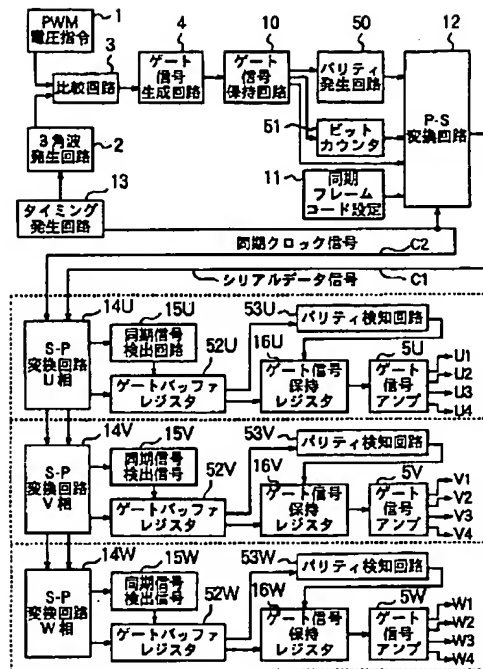 1
PWM
電圧指令
3
比較回路
4
ゲート
信号
生成回路
10
ゲート
信号
保持回路
50
パリティ
発生回路
12
P-S
変換回路
51
ビット
カウンタ
2
3角波
発生回路
13
タイミング
発生回路
11
同期
フレーム
コード設定
同期クロック信号
C2
シリアルデータ信号
C1
14U
S-P
変換回路
U相
15U
同期信号
検出回路
52U
ゲートバッファ
レジスタ
53U
パリティ検知回路
16U
ゲート信号
保持
レジスタ
5U
ゲート
信号
アンプ
U1
U2
U3
U4
14V
S-P
変換回路
V相
15V
同期信号
検出信号
52V
ゲートバッファ
レジスタ
53V
パリティ検知回路
16V
ゲート信号
保持
レジスタ
5V
ゲート
信号
アンプ
V1
V2
V3
V4
14W
S-P
変換回路
W相
15W
同期信号
検出信号
52W
ゲートバッファ
レジスタ
53W
パリティ検知回路
16W
ゲート信号
保持
レジスタ
5W
ゲート
信号
アンプ
W1
W2
W3
W4